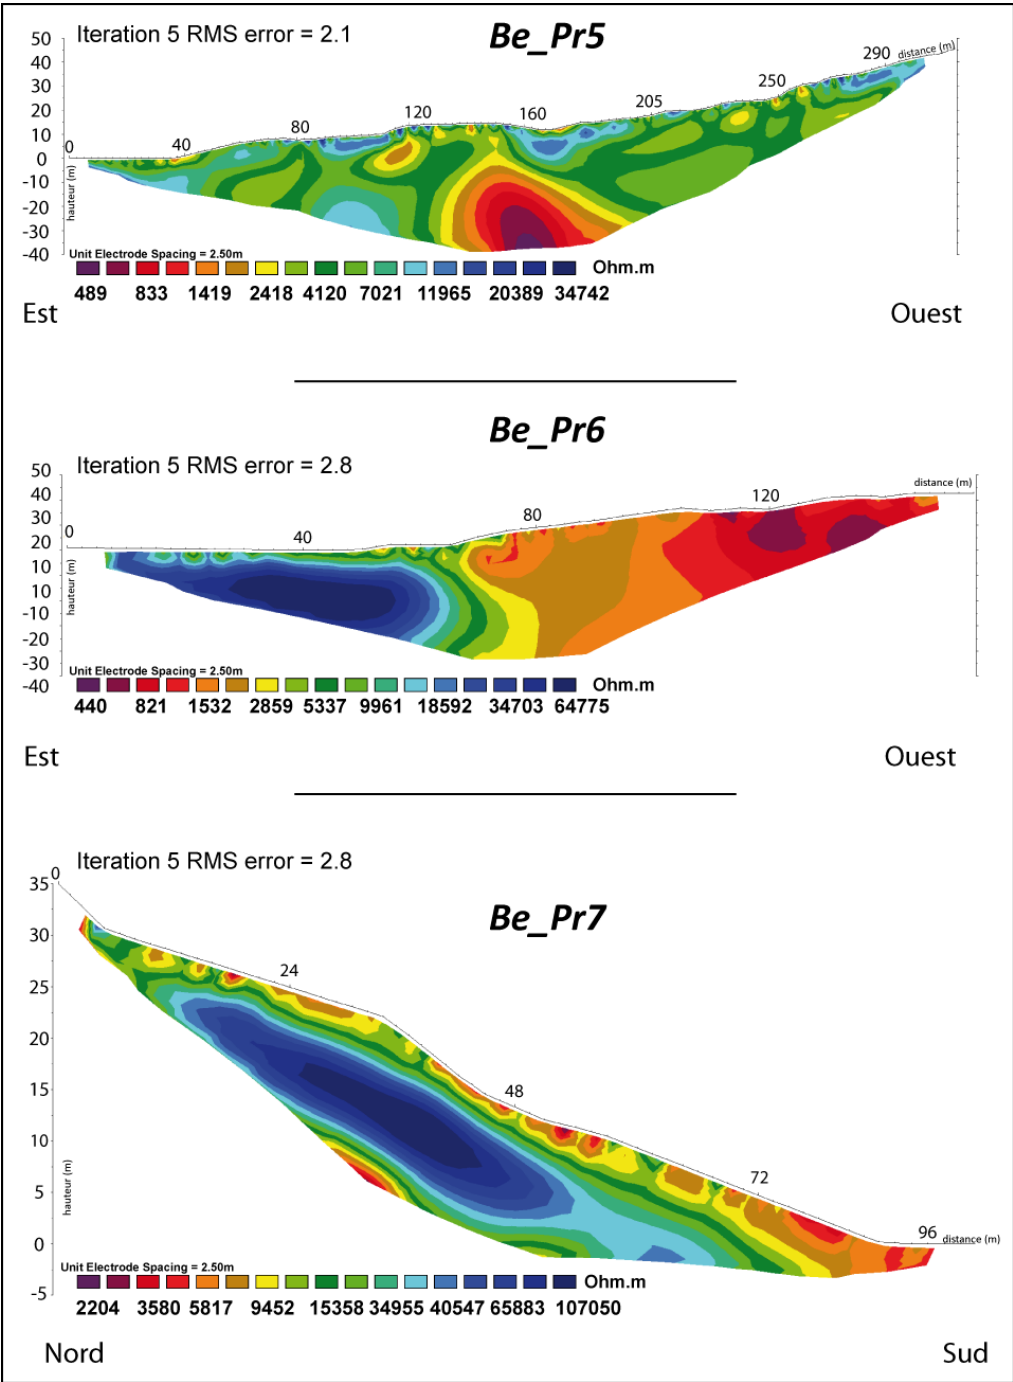 Iteration 5 RMS error = 2.1
Be_Pr5
50
40
30
20
10
0
-10
-20
-30
-40
hauteur (m)
0
40
80
120
160
205
250
290
distance (m)
Unit Electrode Spacing = 2.50m
Ohm.m
489 833 1419 2418 4120 7021 11965 20389 34742
Est
Ouest
Be_Pr6
Iteration 5 RMS error = 2.8
50
40
30
20
10
10
-10
-20
-30
-40
hauteur (m)
0
40
80
120
distance (m)
Unit Electrode Spacing = 2.50m
Ohm.m
440 821 1532 2859 5337 9961 18592 34703 64775
Est
Ouest
Iteration 5 RMS error = 2.8
Be_Pr7
35
30
25
20
15
10
5
0
-5
hauteur (m)
0
24
48
72
96
distance (m)
Unit Electrode Spacing = 2.50m
Ohm.m
2204 3580 5817 9452 15358 34955 40547 65883 107050
Nord
Sud